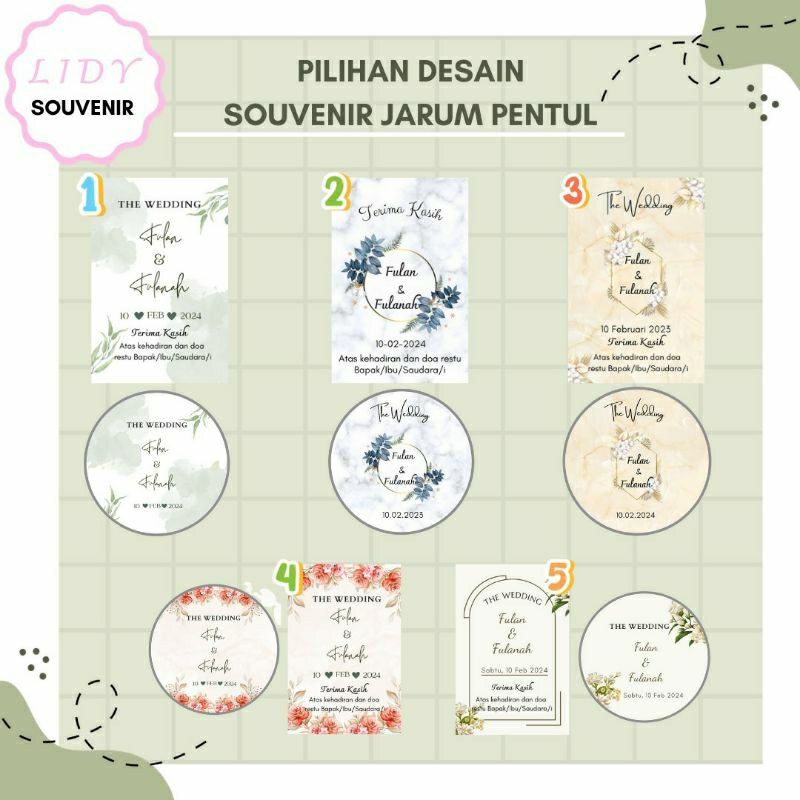 LIDY
SOUVENIR
PILIHAN DESAIN
SOUVENIR JARUM PENTUL
1
THE WEDDING
Fulan
&
Fulanah
10 FEB 2024
Terima Kasih
Atas kehadiran dan doa
restu Bapak/Ibu/Saudara/i
2
Terima Kasih
Fulan
&
Fulanah
10-02-2024
Atas kehadiran dan doa restu
Bapak/Ibu/Saudara/i
3
The Wedding
Fulan
&
Fulanah
10 Februari 2023
Terima Kasih
Atas kehadiran dan doa
restu Bapak/Ibu/Saudara/i
THE WEDDING
Fulan
&
Fulanah
10 FEB 2024
The Wedding
Fulan
&
Fulanah
10.02.2023
The Wedding
Fulan
&
Fulanah
10.02.2024
THE WEDDING
Fulan
&
Fulanah
10 FEB 2024
4
THE WEDDING
Fulan
&
Fulanah
10 FEB 2024
Terima Kasih
Atas kehadiran dan doa
restu Bapak/Ibu/Saudara/i
5
THE WEDDING
Fulan
&
Fulanah
Sabtu, 10 Feb 2024
Terima Kasih
Atas kehadiran dan doa
restu Bapak/Ibu/Saudara/i
THE WEDDING
Fulan
&
Fulanah
Sabtu, 10 Feb 2024